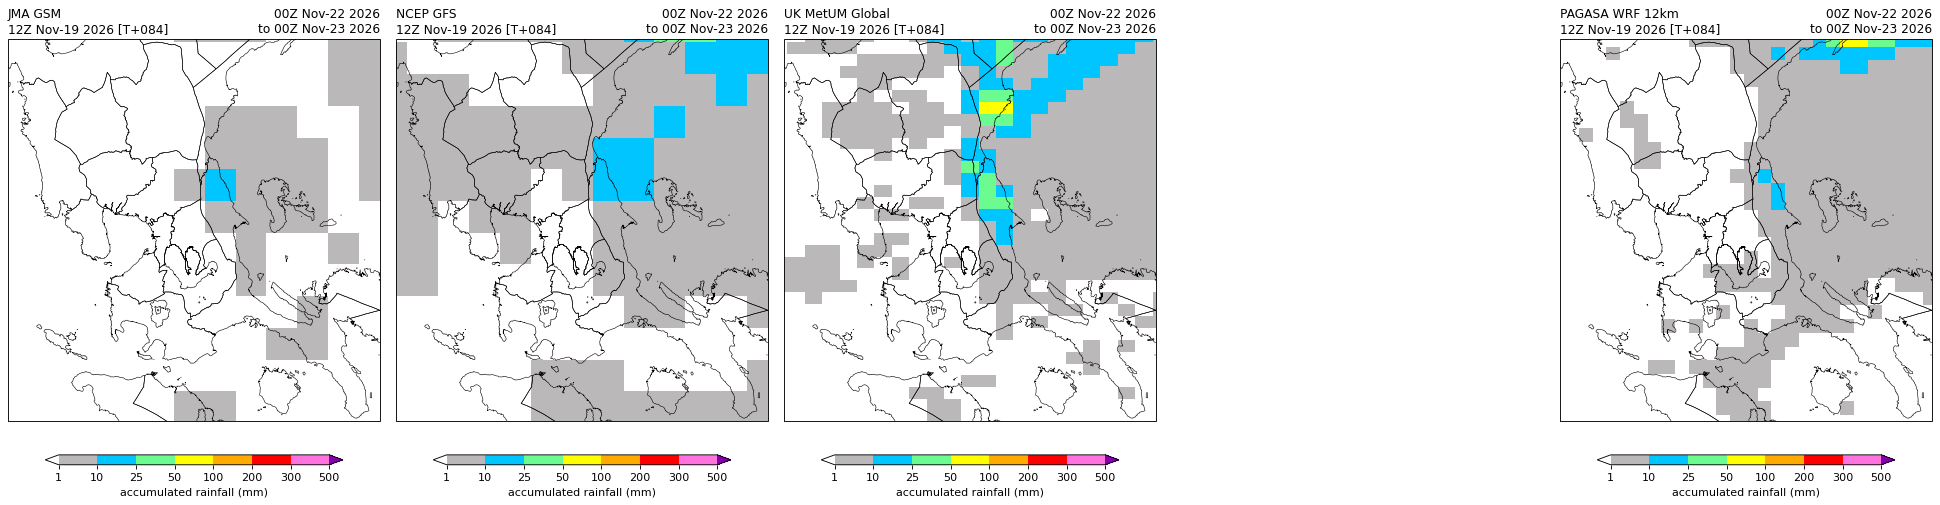 JMA GSM 00Z Nov-22 2026
12Z Nov-19 2026 [T+084] to 00Z Nov-23 2026
1 10 25 50 100 200 300 500
accumulated rainfall (mm)
NCEP GFS 00Z Nov-22 2026
12Z Nov-19 2026 [T+084] to 00Z Nov-23 2026
1 10 25 50 100 200 300 500
accumulated rainfall (mm)
UK MetUM Global 00Z Nov-22 2026
12Z Nov-19 2026 [T+084] to 00Z Nov-23 2026
1 10 25 50 100 200 300 500
accumulated rainfall (mm)
PAGASA WRF 12km 00Z Nov-22 2026
12Z Nov-19 2026 [T+084] to 00Z Nov-23 2026
1 10 25 50 100 200 300 500
accumulated rainfall (mm)